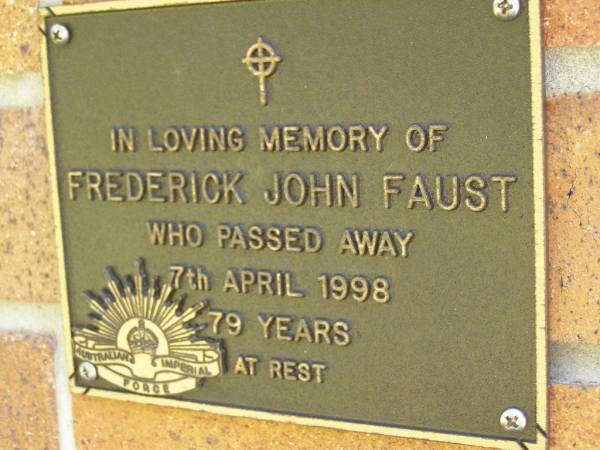 IN LOVING MEMORY OF
FREDERICK JOHN FAUST
WHO PASSED AWAY
7th APRIL 1998
79 YEARS
AT REST
AUSTRALIAN IMPERIAL
FORCE